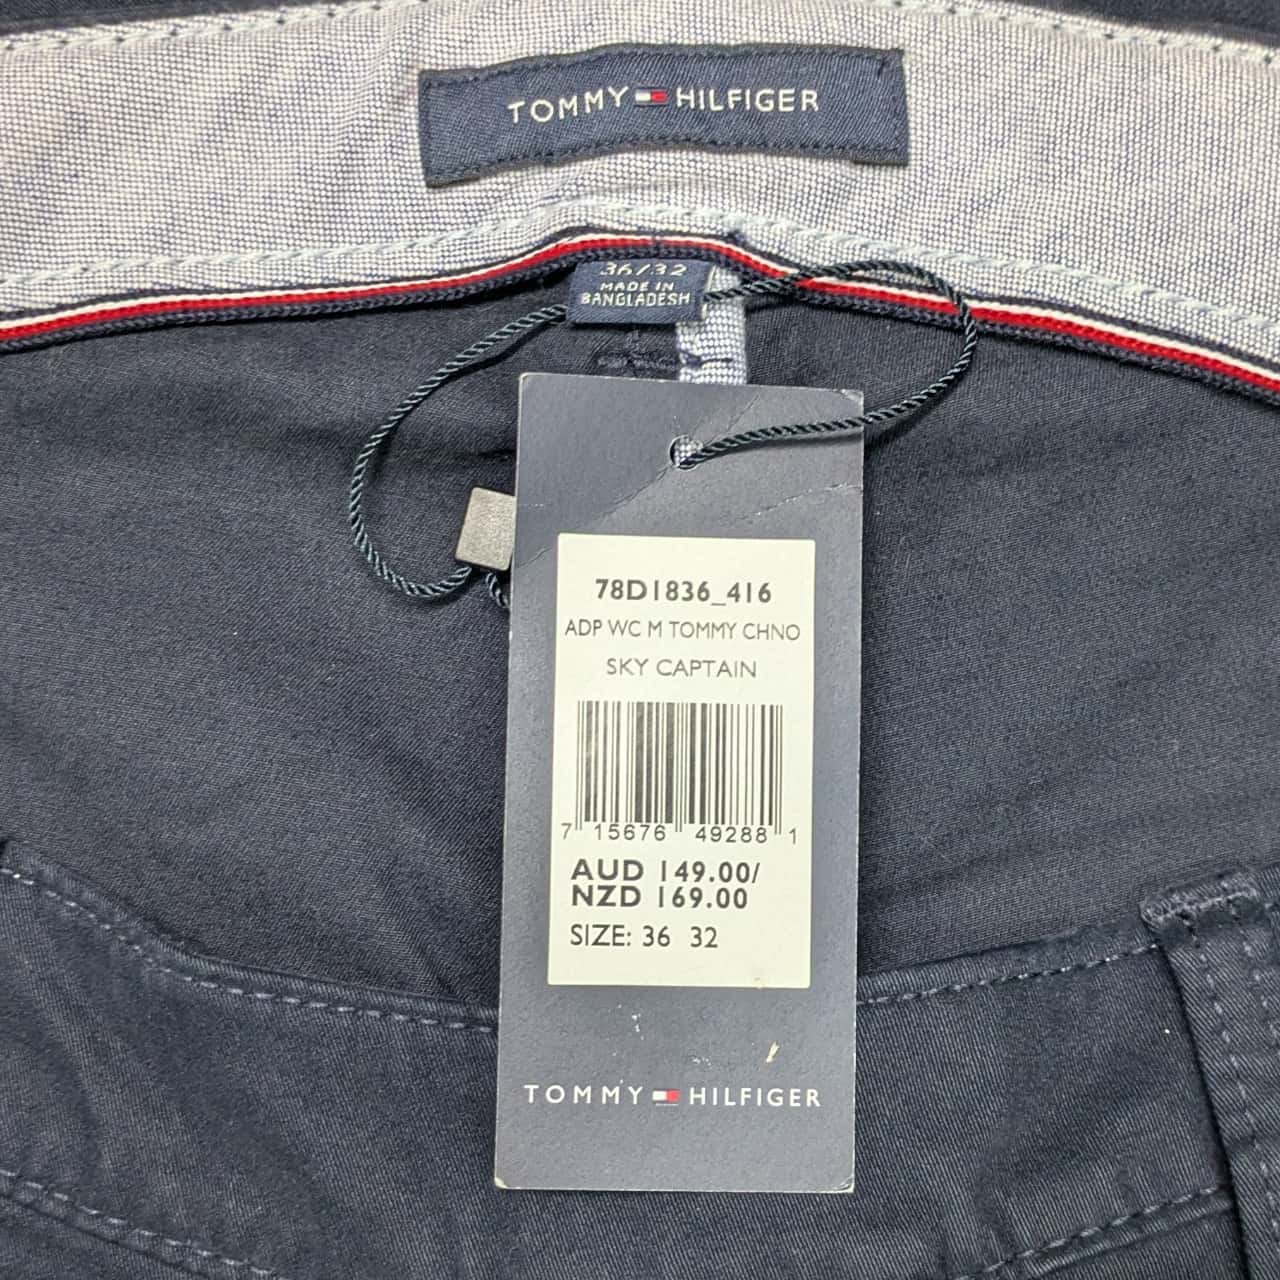 TOMMY HILFIGER
36/32
MADE IN
BANGLADESH
78D1836_416
ADP WC M TOMMY CHNO
SKY CAPTAIN
7 15676 49288 1
AUD 149.00/
NZD 169.00
SIZE: 36 32
TOMMY HILFIGER